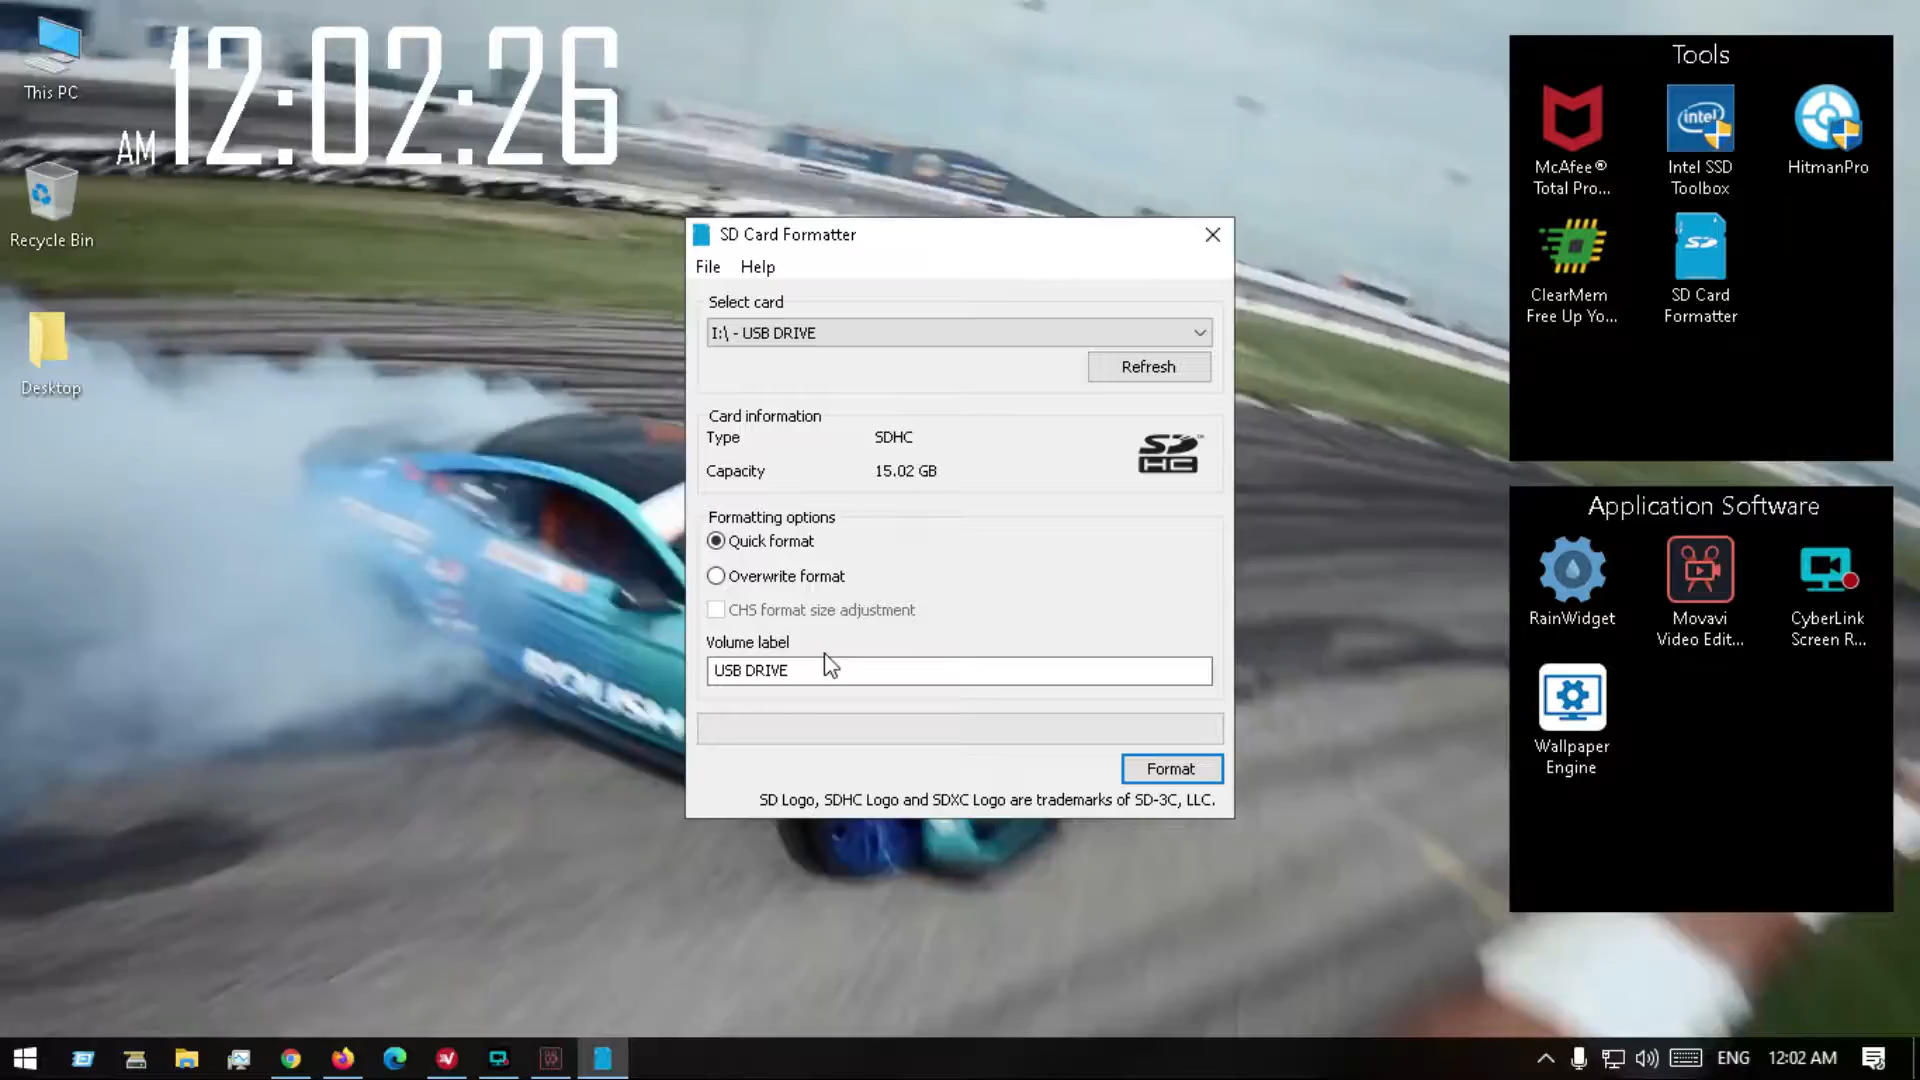 This PC
12:02:26
AM
Recycle Bin
Desktop
SD Card Formatter
File Help
Select card
I:\ - USB DRIVE
Refresh
Card information
Type SDHC
Capacity 15.02 GB
SD
HC
Formatting options
Quick format
Overwrite format
CHS format size adjustment
Volume label
USB DRIVE
Format
SD Logo, SDHC Logo and SDXC Logo are trademarks of SD-3C, LLC.
Tools
McAfee®
Total Pro...
intel
Intel SSD
Toolbox
HitmanPro
ClearMem
Free Up Yo...
SD
SD Card
Formatter
Application Software
RainWidget
Movavi
Video Edit...
CyberLink
Screen R...
Wallpaper
Engine
ENG 12:02 AM